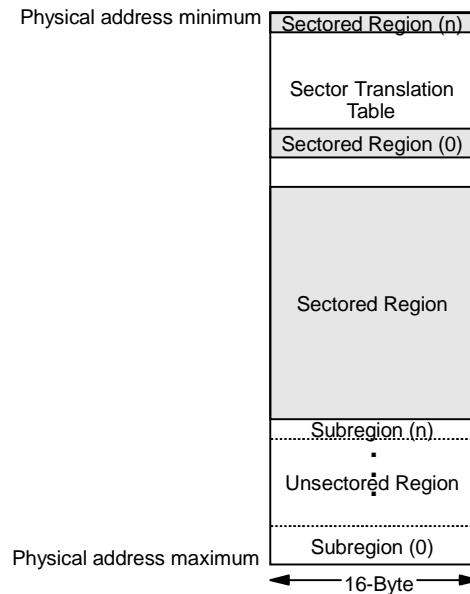 Physical address minimum
Sectored Region (n)
Sector Translation
Table
Sectored Region (0)
Sectored Region
Subregion (n)
Unsectored Region
Subregion (0)
Physical address maximum
16-Byte